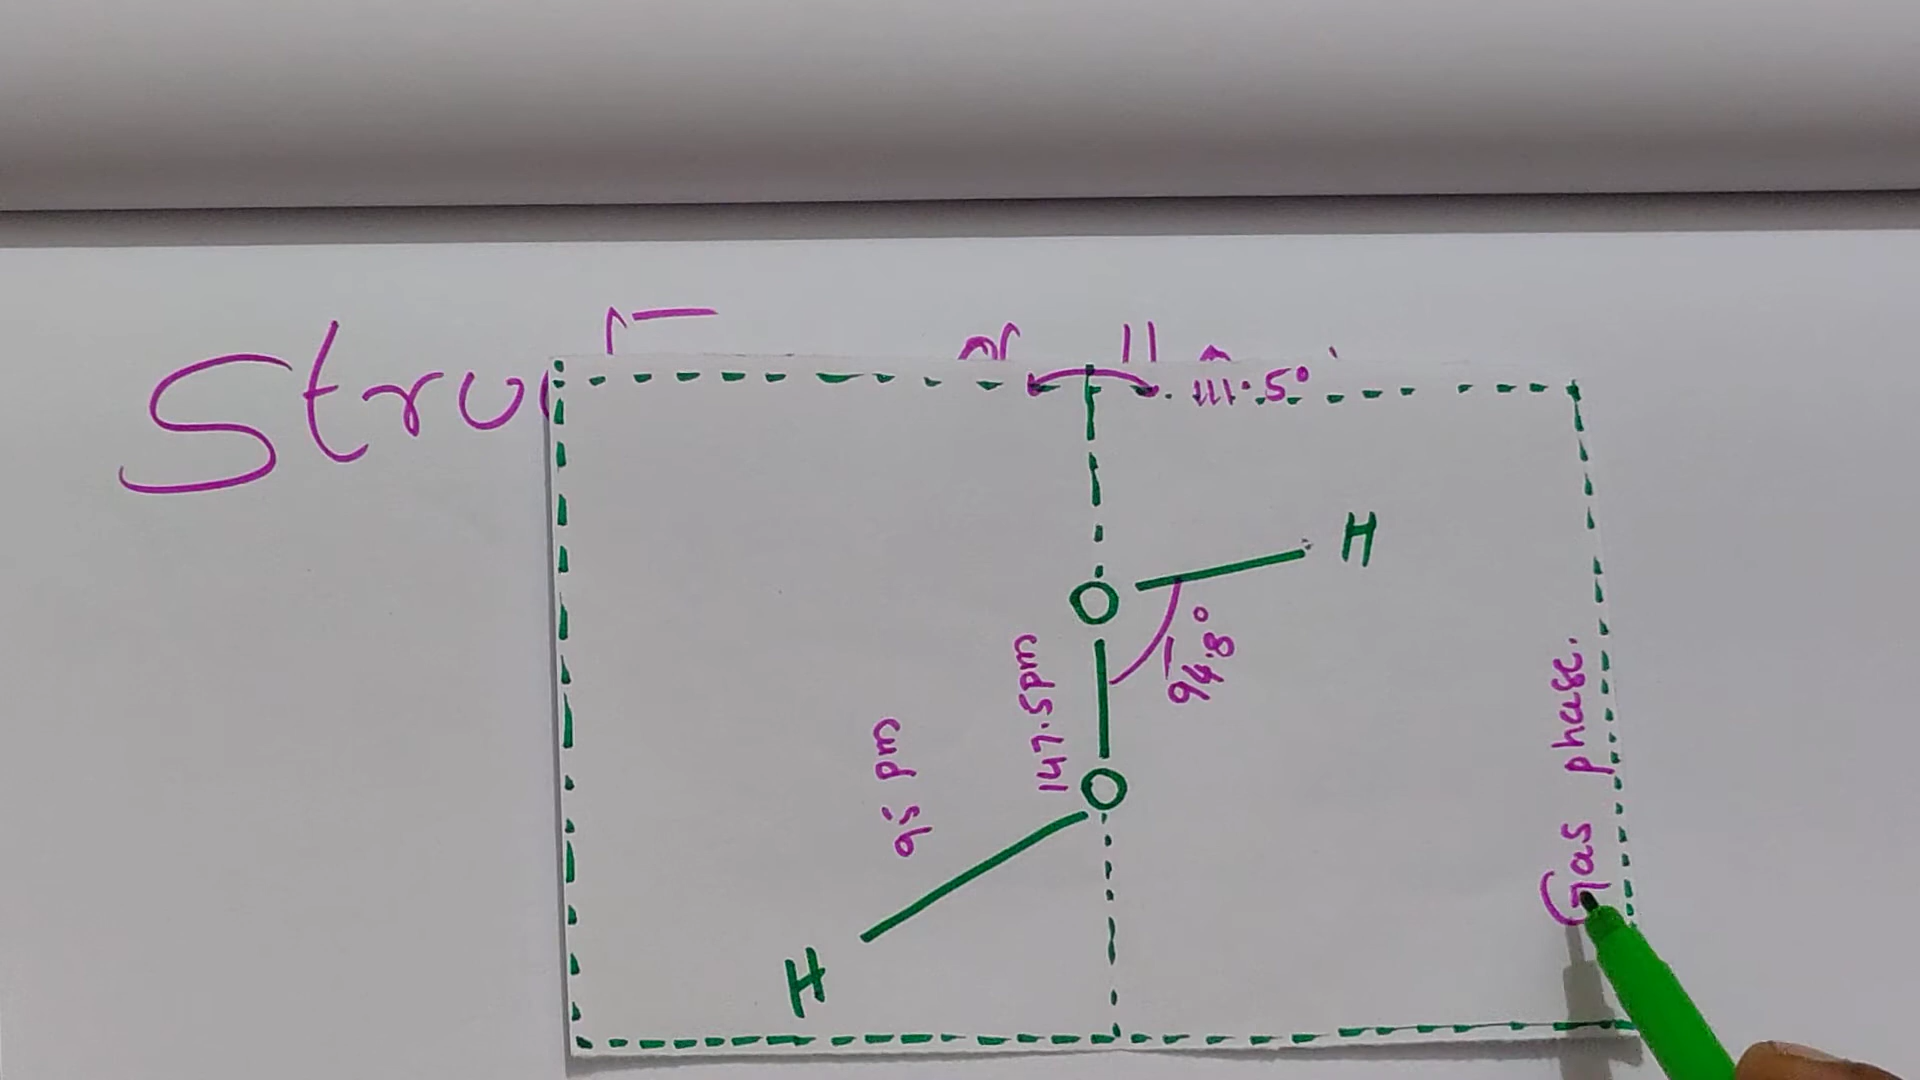 Stru
111.5°
H
O
94.8°
147.5pm
95 pm
O
H
Gas phase.